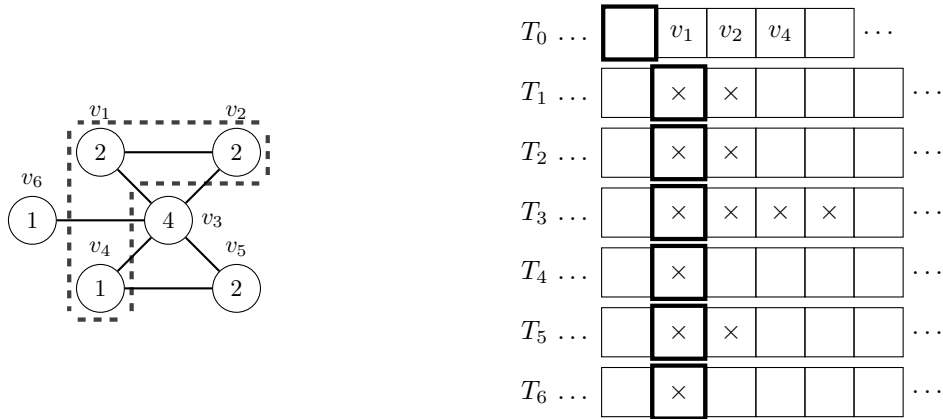 v₁ v₂
2 2
v₆
1 4 v₃
v₄ v₅
1 2
T₀ … v₁ v₂ v₄ …
T₁ … × × …
T₂ … × × …
T₃ … × × × × …
T₄ … × …
T₅ … × × …
T₆ … × …